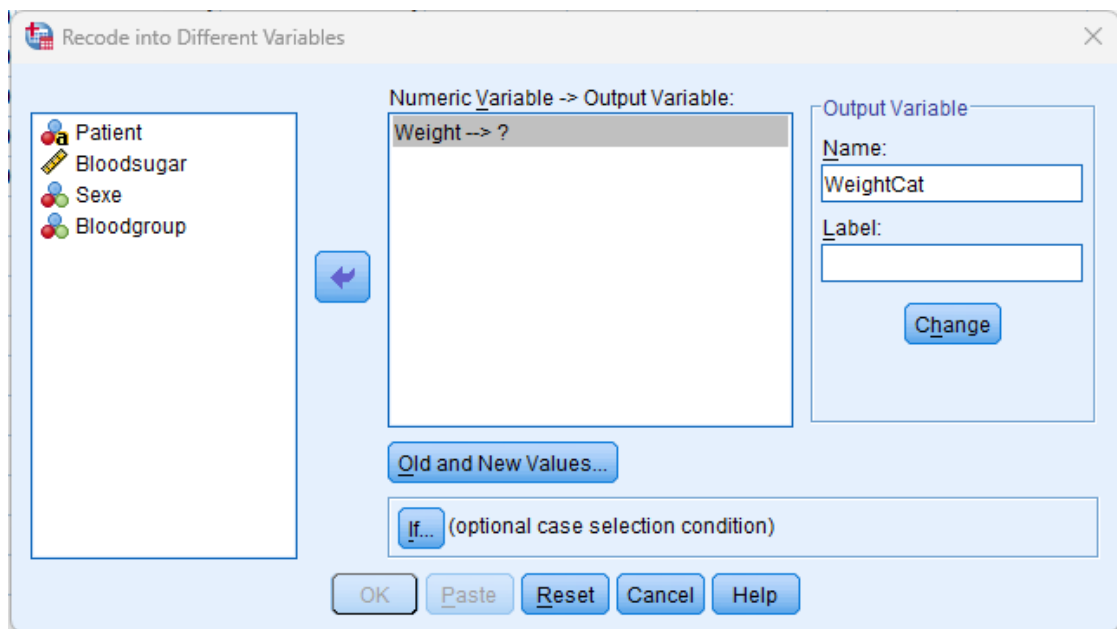 Recode into Different Variables
Patient
Bloodsugar
Sexe
Bloodgroup
Numeric Variable -> Output Variable:
Weight --> ?
Output Variable
Name:
WeightCat
Label:
Change
Old and New Values...
If... (optional case selection condition)
OK Paste Reset Cancel Help